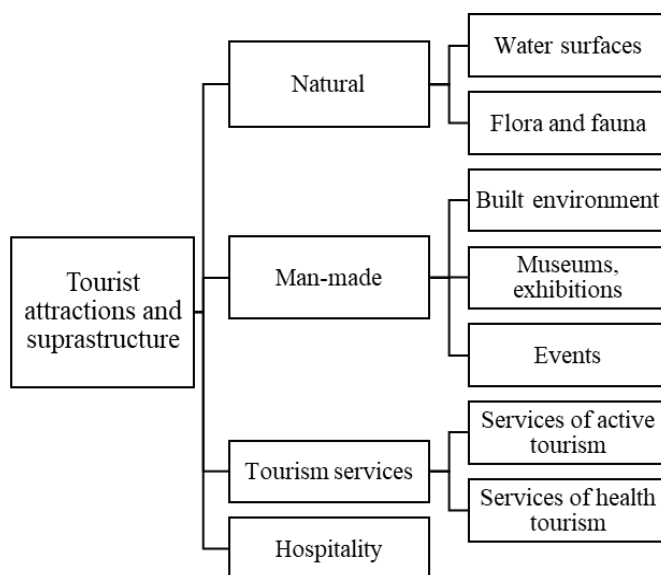 Tourist
attractions and
suprastructure
Natural
Water surfaces
Flora and fauna
Man-made
Built environment
Museums,
exhibitions
Events
Tourism services
Services of active
tourism
Services of health
tourism
Hospitality